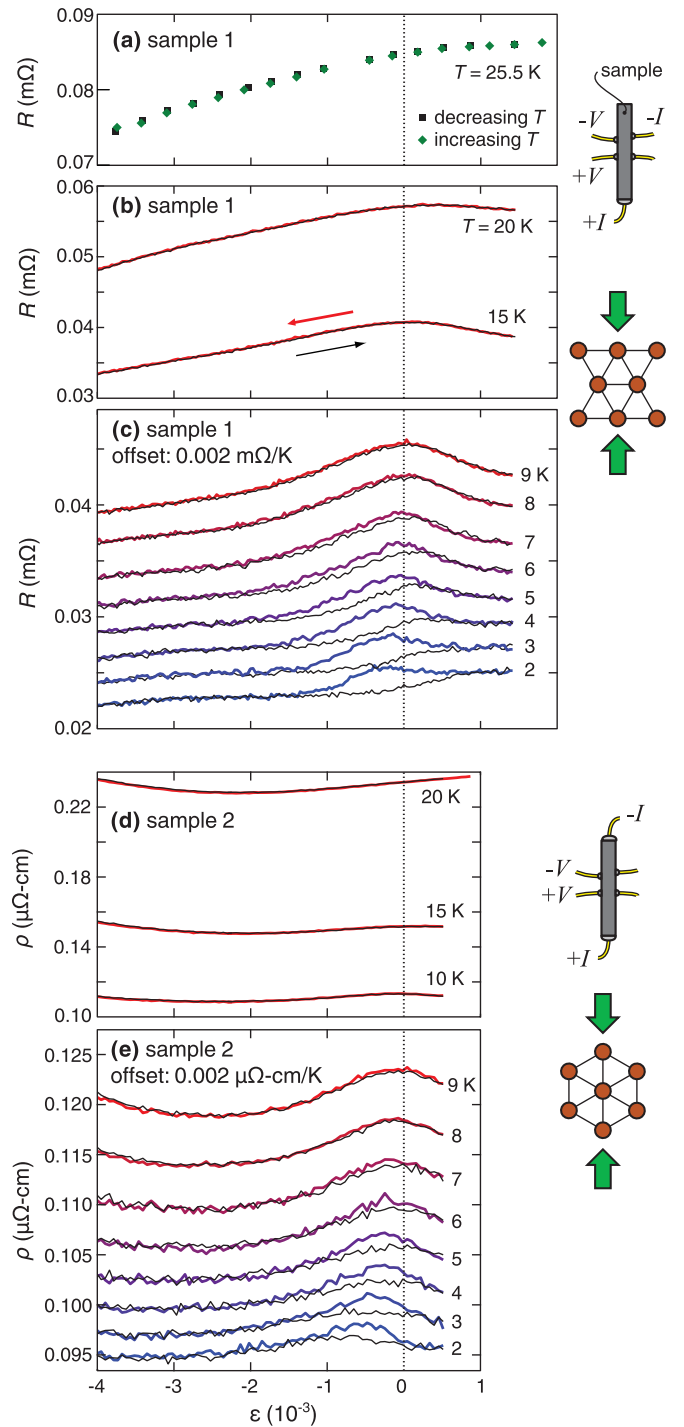 (a) sample 1
T = 25.5 K
decreasing T
increasing T
R (mΩ)
0.09
0.08
0.07
sample
-V
-I
+V
+I
(b) sample 1
T = 20 K
15 K
R (mΩ)
0.06
0.05
0.04
0.03
(c) sample 1
offset: 0.002 mΩ/K
9 K
8
7
6
5
4
3
2
R (mΩ)
0.04
0.03
0.02
(d) sample 2
20 K
15 K
10 K
ρ (μΩ-cm)
0.22
0.18
0.14
0.10
-I
-V
+V
+I
(e) sample 2
offset: 0.002 μΩ-cm/K
9 K
8
7
6
5
4
3
2
ρ (μΩ-cm)
0.125
0.120
0.115
0.110
0.105
0.100
0.095
-4 -3 -2 -1 0 1
ε (10⁻³)